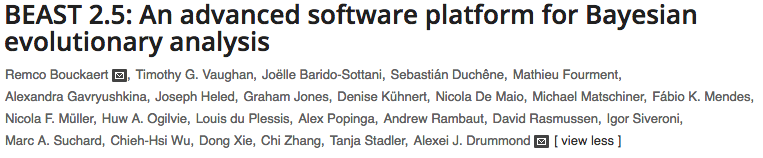 BEAST 2.5: An advanced software platform for Bayesian
evolutionary analysis
Remco Bouckaert, Timothy G. Vaughan, Joëlle Barido-Sottani, Sebastián Duchêne, Mathieu Fourment,
Alexandra Gavryushkina, Joseph Heled, Graham Jones, Denise Kühnert, Nicola De Maio, Michael Matschiner, Fábio K. Mendes,
Nicola F. Müller, Huw A. Ogilvie, Louis du Plessis, Alex Popinga, Andrew Rambaut, David Rasmussen, Igor Siveroni,
Marc A. Suchard, Chieh-Hsi Wu, Dong Xie, Chi Zhang, Tanja Stadler, Alexei J. Drummond [ view less ]